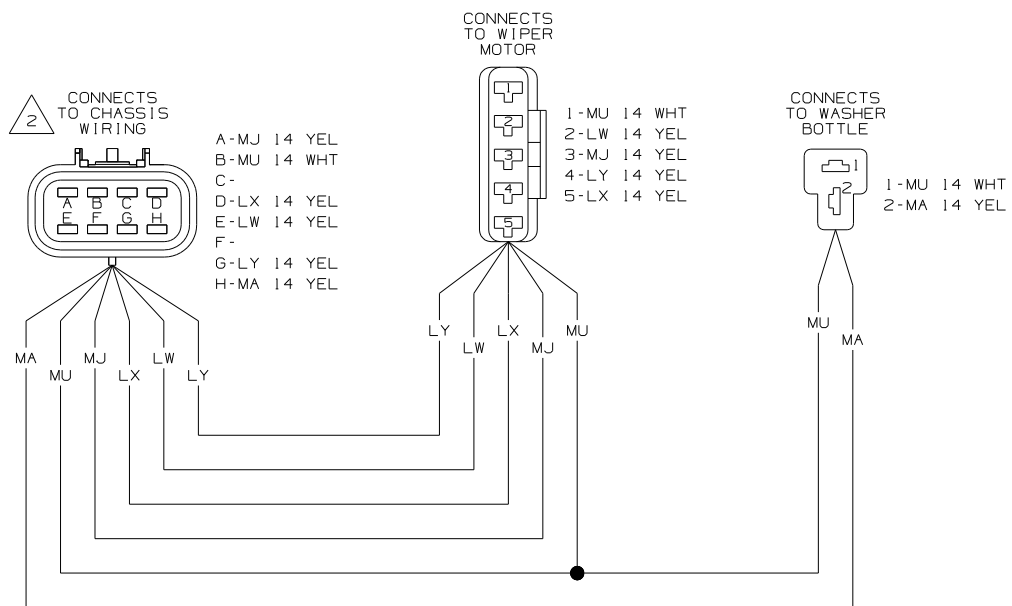 CONNECTS
TO WIPER
MOTOR
1
2
3
4
5
1-MU 14 WHT
2-LW 14 YEL
3-MJ 14 YEL
4-LY 14 YEL
5-LX 14 YEL
2
CONNECTS
TO CHASSIS
WIRING
A B C D
E F G H
A-MJ 14 YEL
B-MU 14 WHT
C-
D-LX 14 YEL
E-LW 14 YEL
F-
G-LY 14 YEL
H-MA 14 YEL
CONNECTS
TO WASHER
BOTTLE
1
2
1-MU 14 WHT
2-MA 14 YEL
MA
MU
MJ
LX
LW
LY
LY
LW
LX
MJ
MU
MU
MA